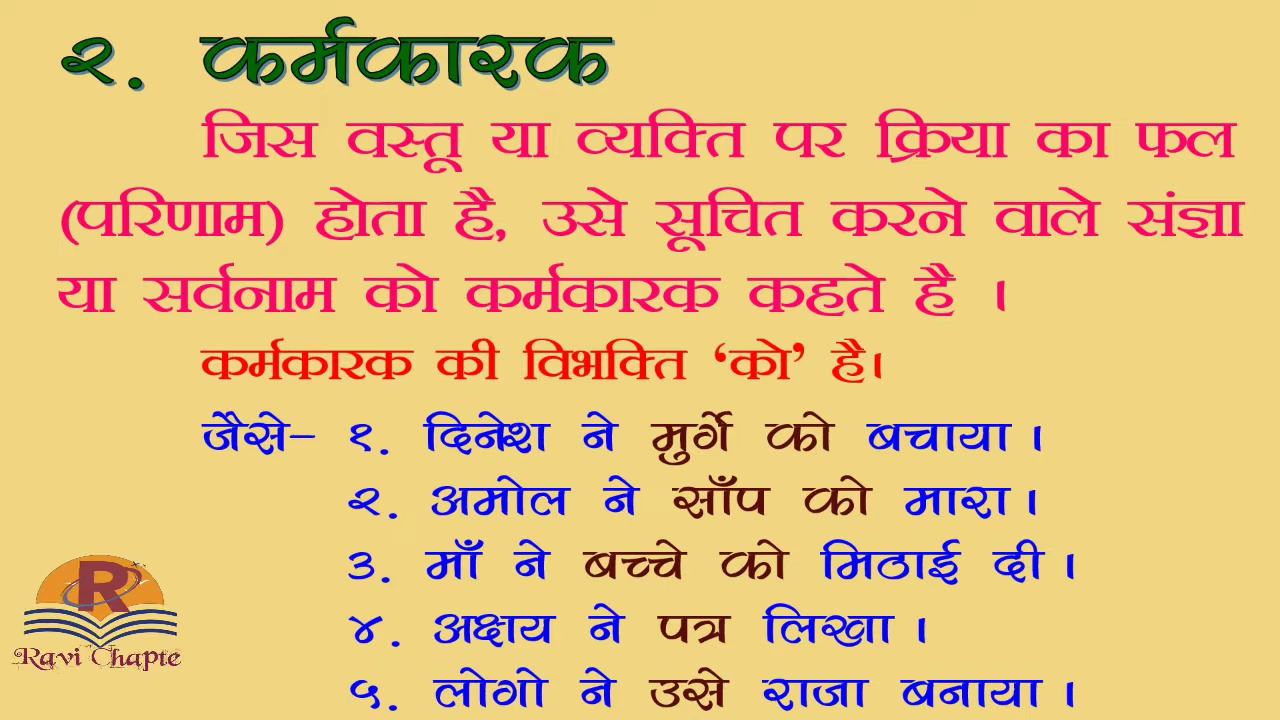 २. कर्मकारक
जिस वस्तू या व्यक्ति पर क्रिया का फल
(परिणाम) होता है, उसे सूचित करने वाले संज्ञा
या सर्वनाम को कर्मकारक कहते है ।
कर्मकारक की विभक्ति ‘को’ है।
जैसे- १. दिनेश ने मुर्गे को बचाया ।
२. अमोल ने साँप को मारा ।
३. माँ ने बच्चे को मिठाई दी ।
४. अक्षय ने पत्र लिखा ।
५. लोगो ने उसे राजा बनाया ।
R
Ravi Chapte